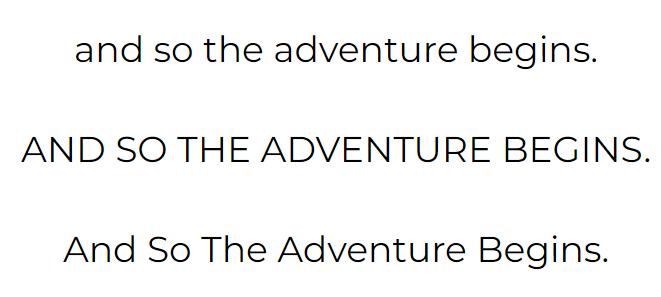 and so the adventure begins.
AND SO THE ADVENTURE BEGINS.
And So The Adventure Begins.